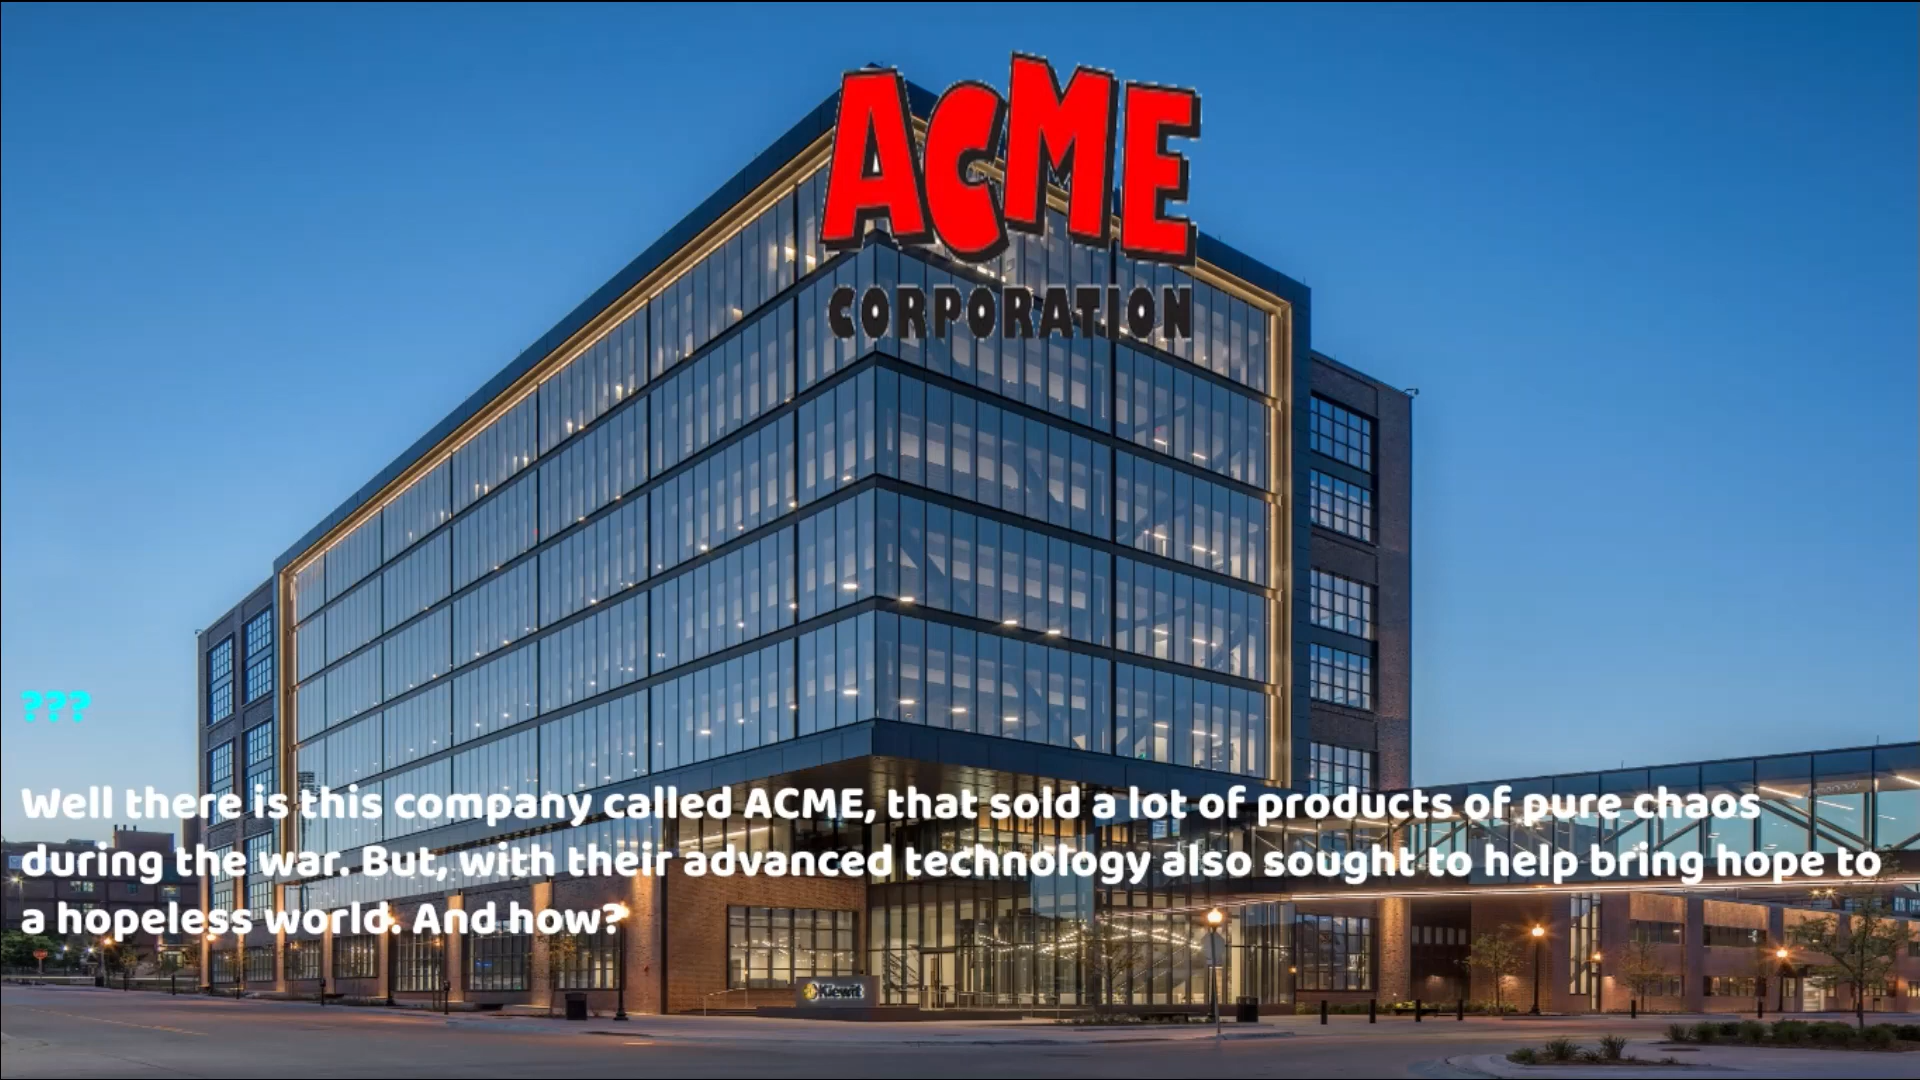 ACME
CORPORATION
???
Well there is this company called ACME, that sold a lot of products of pure chaos
during the war. But, with their advanced technology also sought to help bring hope to
a hopeless world. And how?
Kiewit